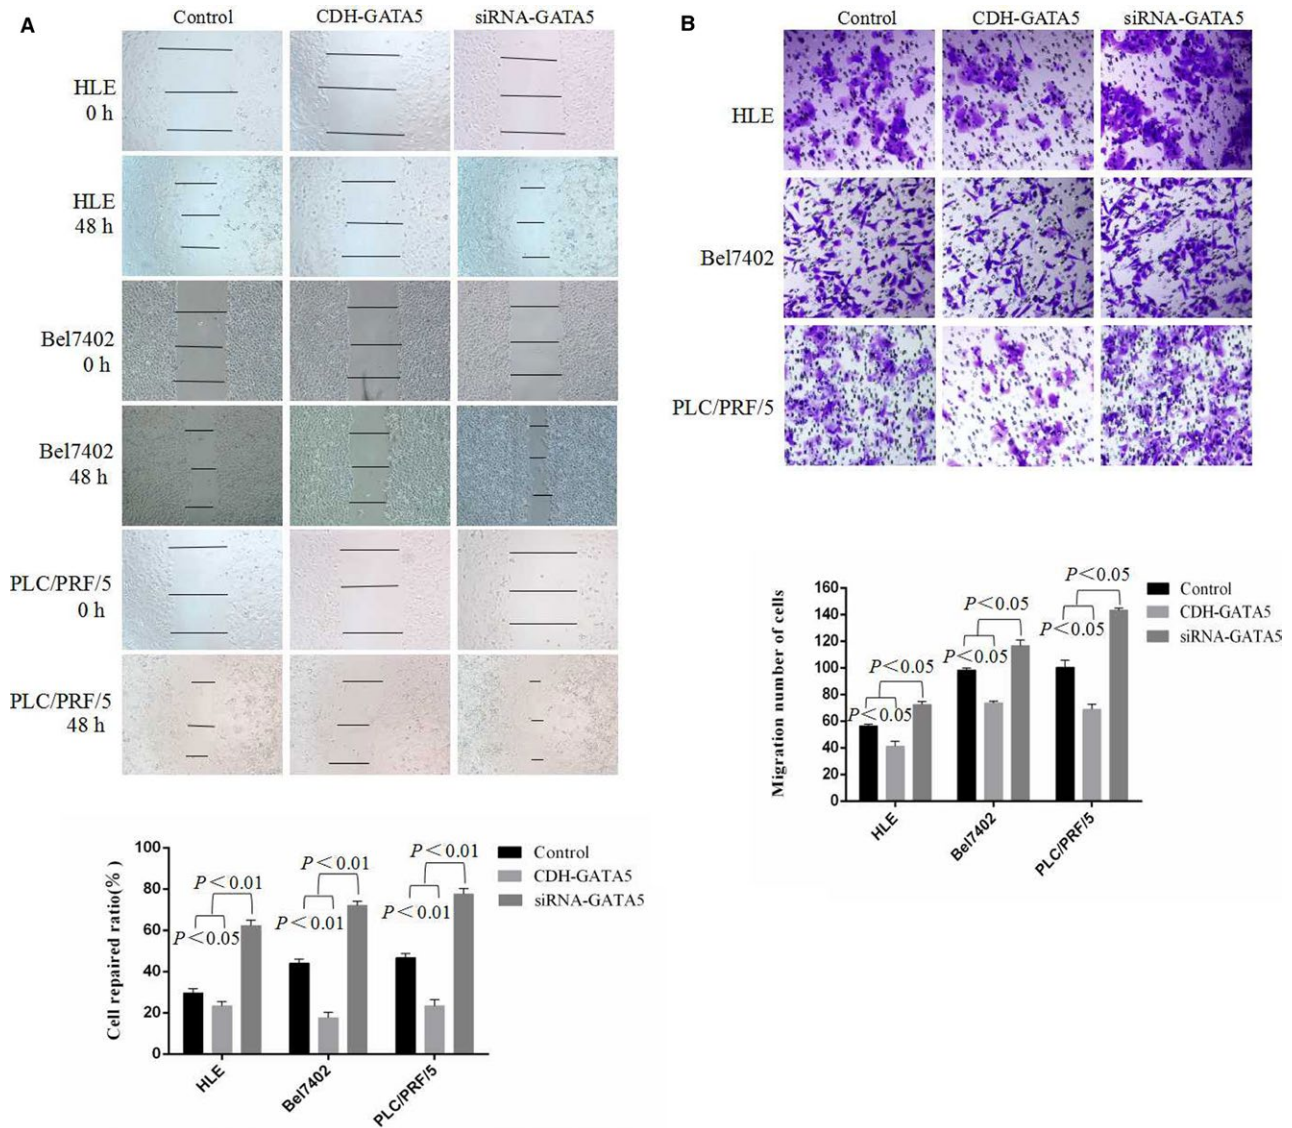 A
Control CDH-GATA5 siRNA-GATA5
HLE
0 h
HLE
48 h
Bel7402
0 h
Bel7402
48 h
PLC/PRF/5
0 h
PLC/PRF/5
48 h
Cell repaired ratio(%)
100
80
60
40
20
0
P<0.01
P<0.05
P<0.01
P<0.01
P<0.01
P<0.01
HLE
Bel7402
PLC/PRF/5
Control
CDH-GATA5
siRNA-GATA5
B
Control CDH-GATA5 siRNA-GATA5
HLE
Bel7402
PLC/PRF/5
Migration number of cells
160
140
120
100
80
60
40
20
0
P<0.05
P<0.05
P<0.05
P<0.05
P<0.05
P<0.05
HLE
Bel7402
PLC/PRF/5
Control
CDH-GATA5
siRNA-GATA5